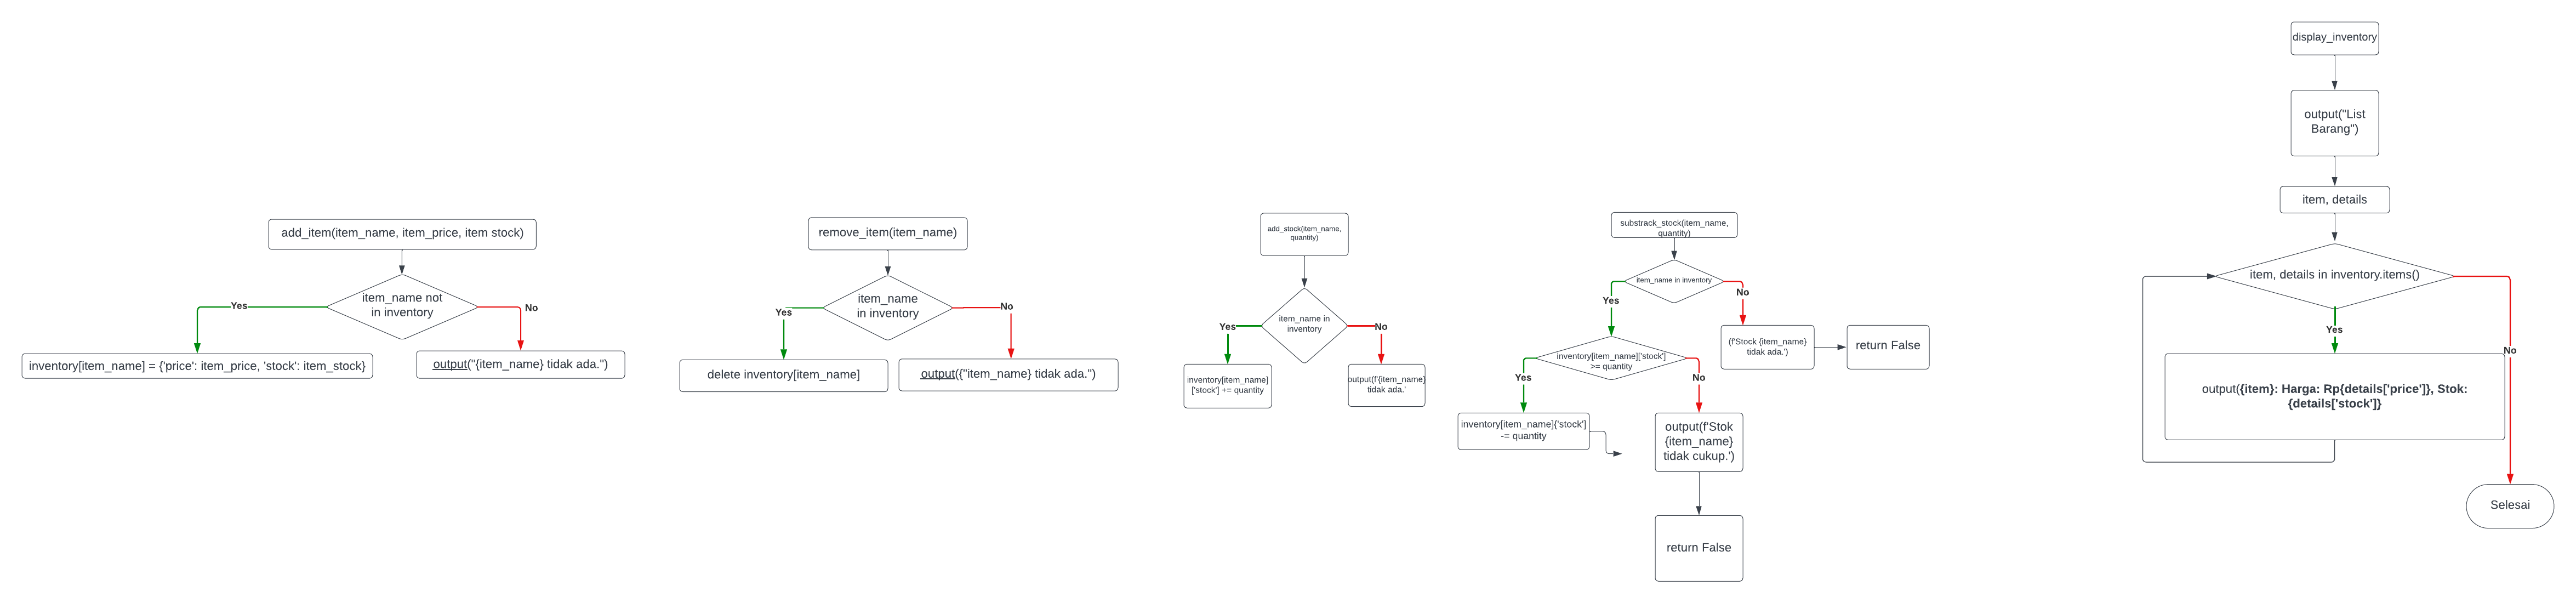 add_item(item_name, item_price, item stock)
item_name not
in inventory
Yes
No
inventory[item_name] = {'price': item_price, 'stock': item_stock}
output("{item_name} tidak ada.")
remove_item(item_name)
item_name
in inventory
Yes
No
delete inventory[item_name]
output({"item_name} tidak ada.")
add_stock(item_name,
quantity)
item_name in
inventory
Yes
No
inventory[item_name]
['stock'] += quantity
output(f'{item_name}
tidak ada.'
substrack_stock(item_name,
quantity)
item_name in inventory
Yes
No
(f'Stock {item_name}
tidak ada.')
return False
inventory[item_name]['stock']
>= quantity
Yes
No
inventory[item_name]{'stock']
-= quantity
output(f'Stok
{item_name}
tidak cukup.')
return False
display_inventory
output("List
Barang")
item, details
item, details in inventory.items()
Yes
No
output({item}: Harga: Rp{details['price']}, Stok:
{details['stock']}
Selesai